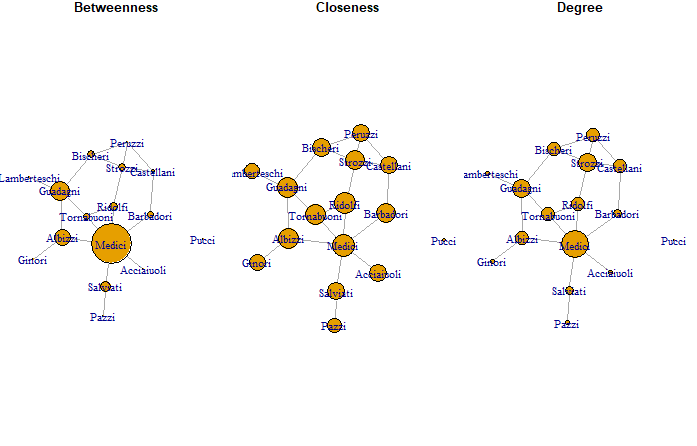 Betweenness
Peruzzi
Bischeri
Strozzi
Castellani
Lamberteschi
Guadagni
Ridolfi
Tornabuoni
Barbadori
Albizzi
Medici
Pucci
Ginori
Acciaiuoli
Salviati
Pazzi
Closeness
Peruzzi
Bischeri
Strozzi
Castellani
amberteschi
Guadagni
Ridolfi
Tornabuoni
Barbadori
Albizzi
Medici
Pucci
Ginori
Acciaiuoli
Salviati
Pazzi
Degree
Peruzzi
Bischeri
Strozzi
Castellani
amberteschi
Guadagni
Ridolfi
Tornabuoni
Barbadori
Albizzi
Medici
Pucci
Ginori
Acciaiuoli
Salviati
Pazzi